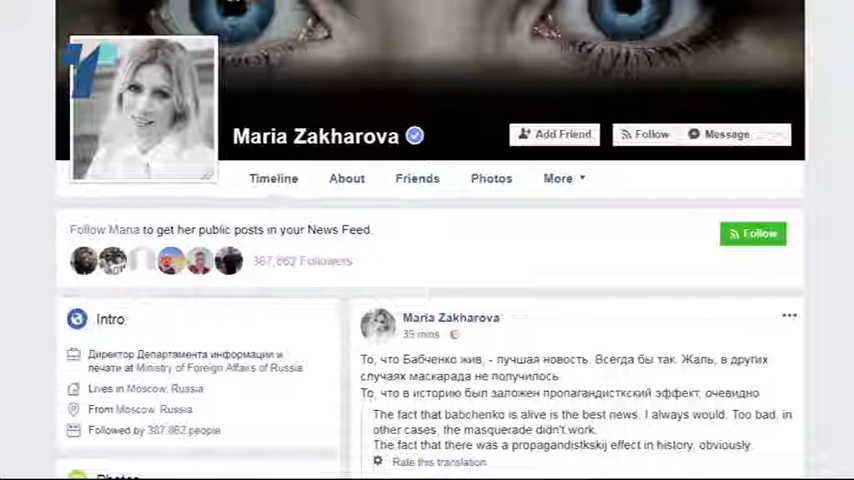 Maria Zakharova
Add Friend
Follow
Message
Timeline
About
Friends
Photos
More
Follow Maria to get her public posts in your News Feed.
Follow
387,862 Followers
Intro
Директор Департамента информации и
печати at Ministry of Foreign Affairs of Russia
Lives in Moscow, Russia
From Moscow, Russia
Followed by 387,862 people
Photos
Maria Zakharova
39 mins
То, что Бабченко жив, - лучшая новость. Всегда бы так. Жаль, в других
случаях маскарада не получилось.
То, что в историю был заложен пропагандисткский эффект, очевидно
The fact that babchenko is alive is the best news. I always would. Too bad, in
other cases, the masquerade didn't work.
The fact that there was a propagandistkskij effect in history, obviously.
Rate this translation